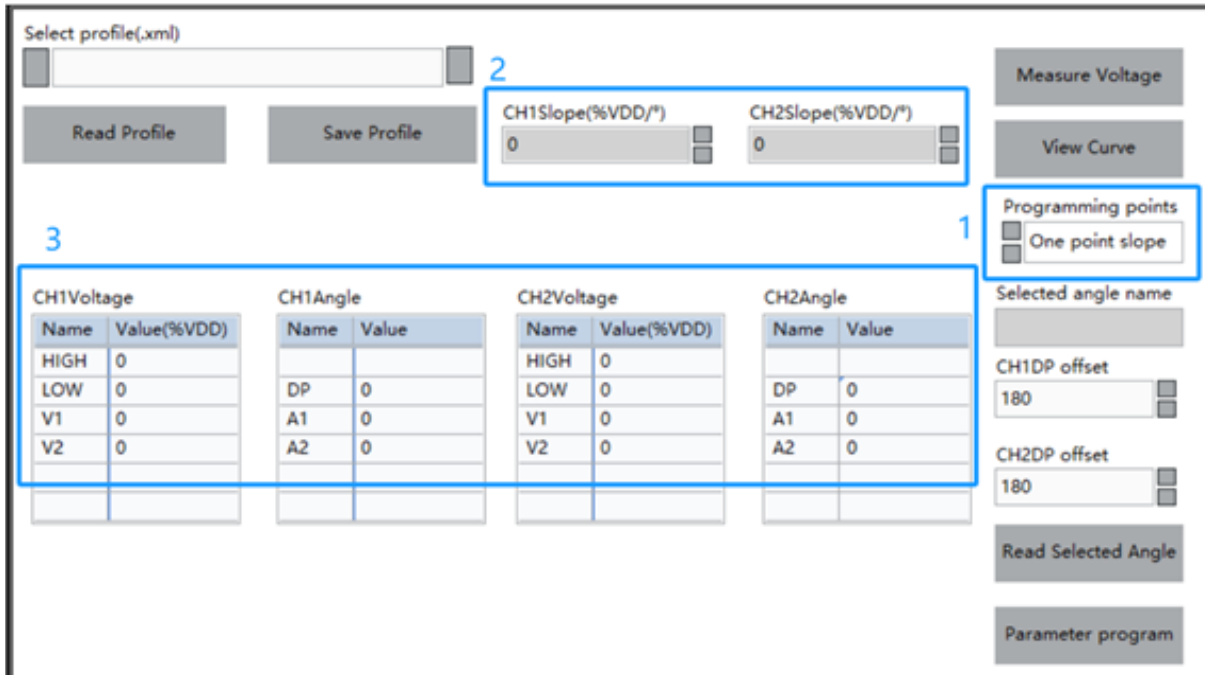 Select profile(.xml)
2
Measure Voltage
CH1Slope(%VDD/°) CH2Slope(%VDD/°)
Read Profile Save Profile 0 0
View Curve
Programming points
1
One point slope
3
CH1Voltage CH1Angle CH2Voltage CH2Angle
Selected angle name
Name Value(%VDD) Name Value Name Value(%VDD) Name Value
HIGH 0 HIGH 0
CH1DP offset
LOW 0 DP 0 LOW 0 DP 0
180
V1 0 A1 0 V1 0 A1 0
V2 0 A2 0 V2 0 A2 0
CH2DP offset
180
Read Selected Angle
Parameter program